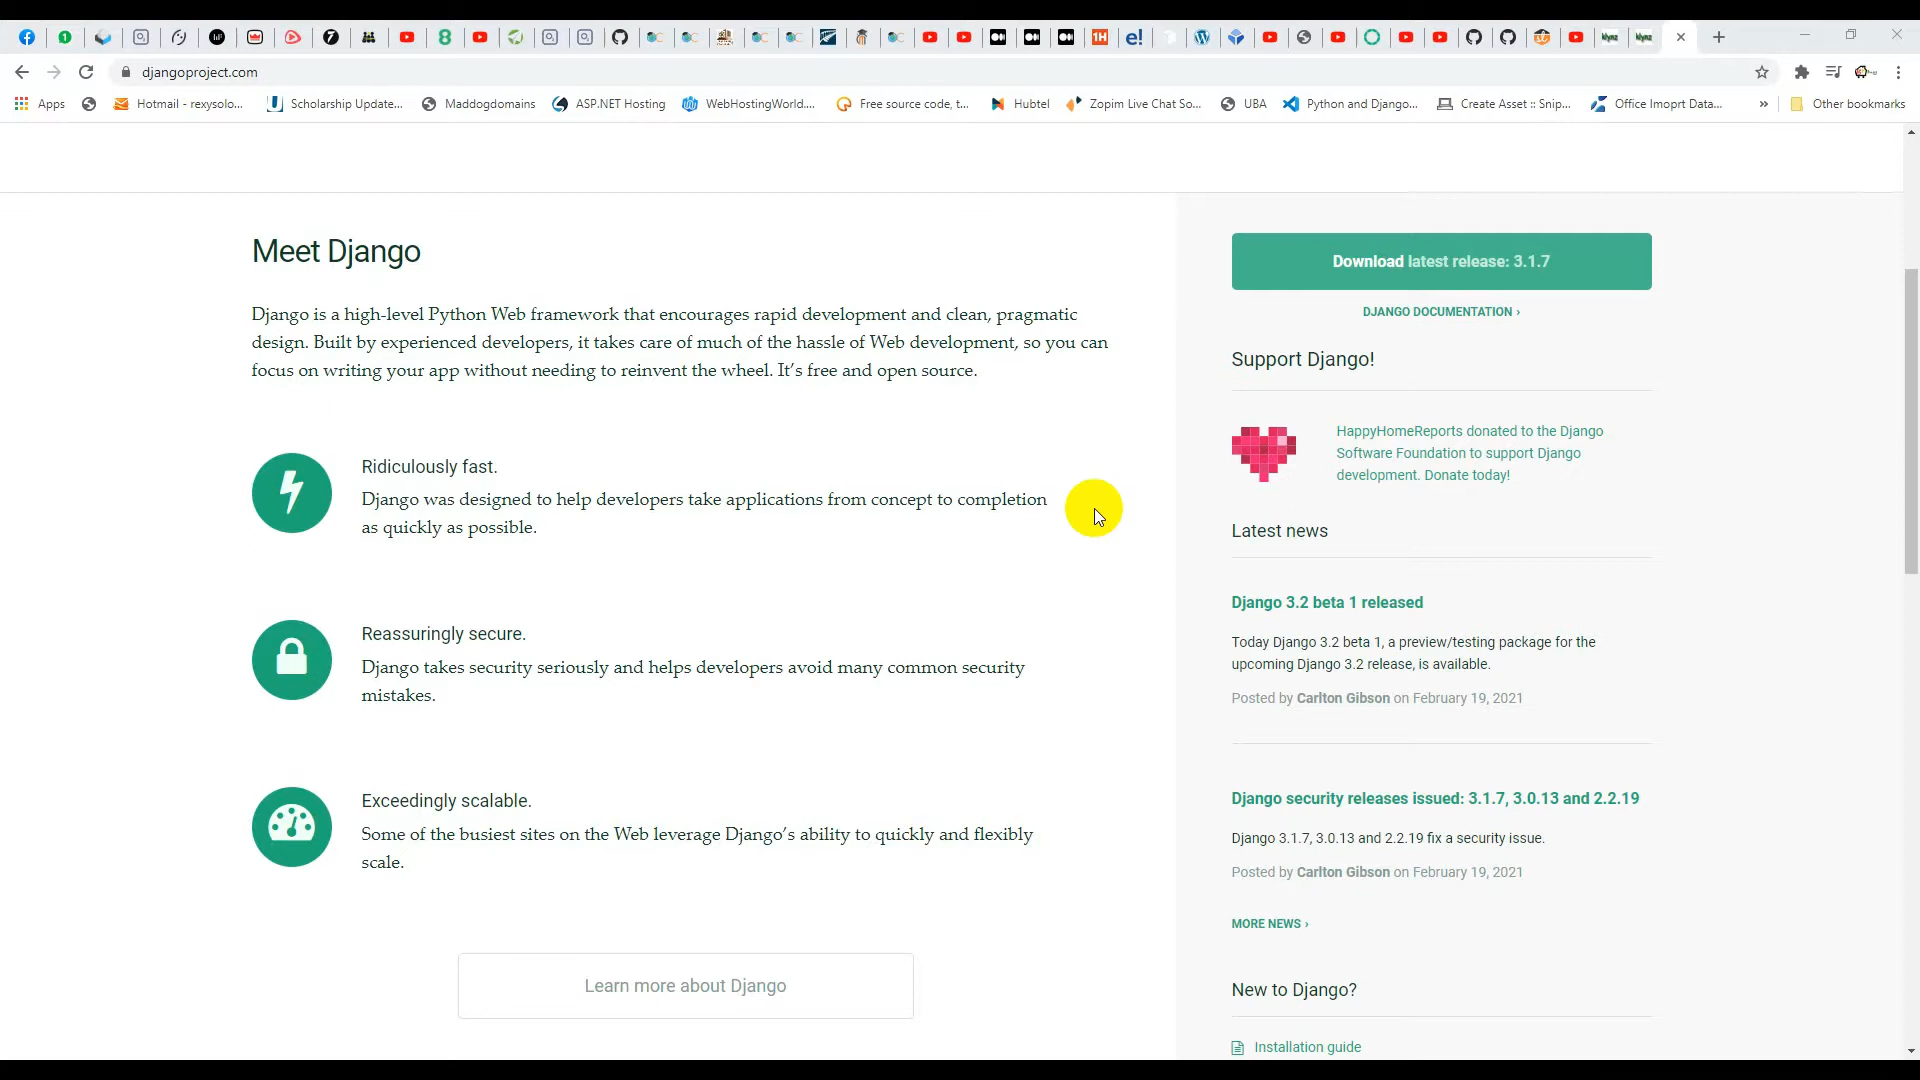 djangoproject.com
Apps
Hotmail - rexysolo...
Scholarship Update...
Maddogdomains
ASP.NET Hosting
WebHostingWorld....
Free source code, t...
Hubtel
Zopim Live Chat So...
UBA
Python and Django...
Create Asset :: Snip...
Office Imoprt Data...
»
Other bookmarks
Meet Django
Django is a high-level Python Web framework that encourages rapid development and clean, pragmatic
design. Built by experienced developers, it takes care of much of the hassle of Web development, so you can
focus on writing your app without needing to reinvent the wheel. It’s free and open source.
Ridiculously fast.
Django was designed to help developers take applications from concept to completion
as quickly as possible.
Reassuringly secure.
Django takes security seriously and helps developers avoid many common security
mistakes.
Exceedingly scalable.
Some of the busiest sites on the Web leverage Django’s ability to quickly and flexibly
scale.
Learn more about Django
Download latest release: 3.1.7
DJANGO DOCUMENTATION ›
Support Django!
HappyHomeReports donated to the Django
Software Foundation to support Django
development. Donate today!
Latest news
Django 3.2 beta 1 released
Today Django 3.2 beta 1, a preview/testing package for the
upcoming Django 3.2 release, is available.
Posted by Carlton Gibson on February 19, 2021
Django security releases issued: 3.1.7, 3.0.13 and 2.2.19
Django 3.1.7, 3.0.13 and 2.2.19 fix a security issue.
Posted by Carlton Gibson on February 19, 2021
MORE NEWS ›
New to Django?
Installation guide